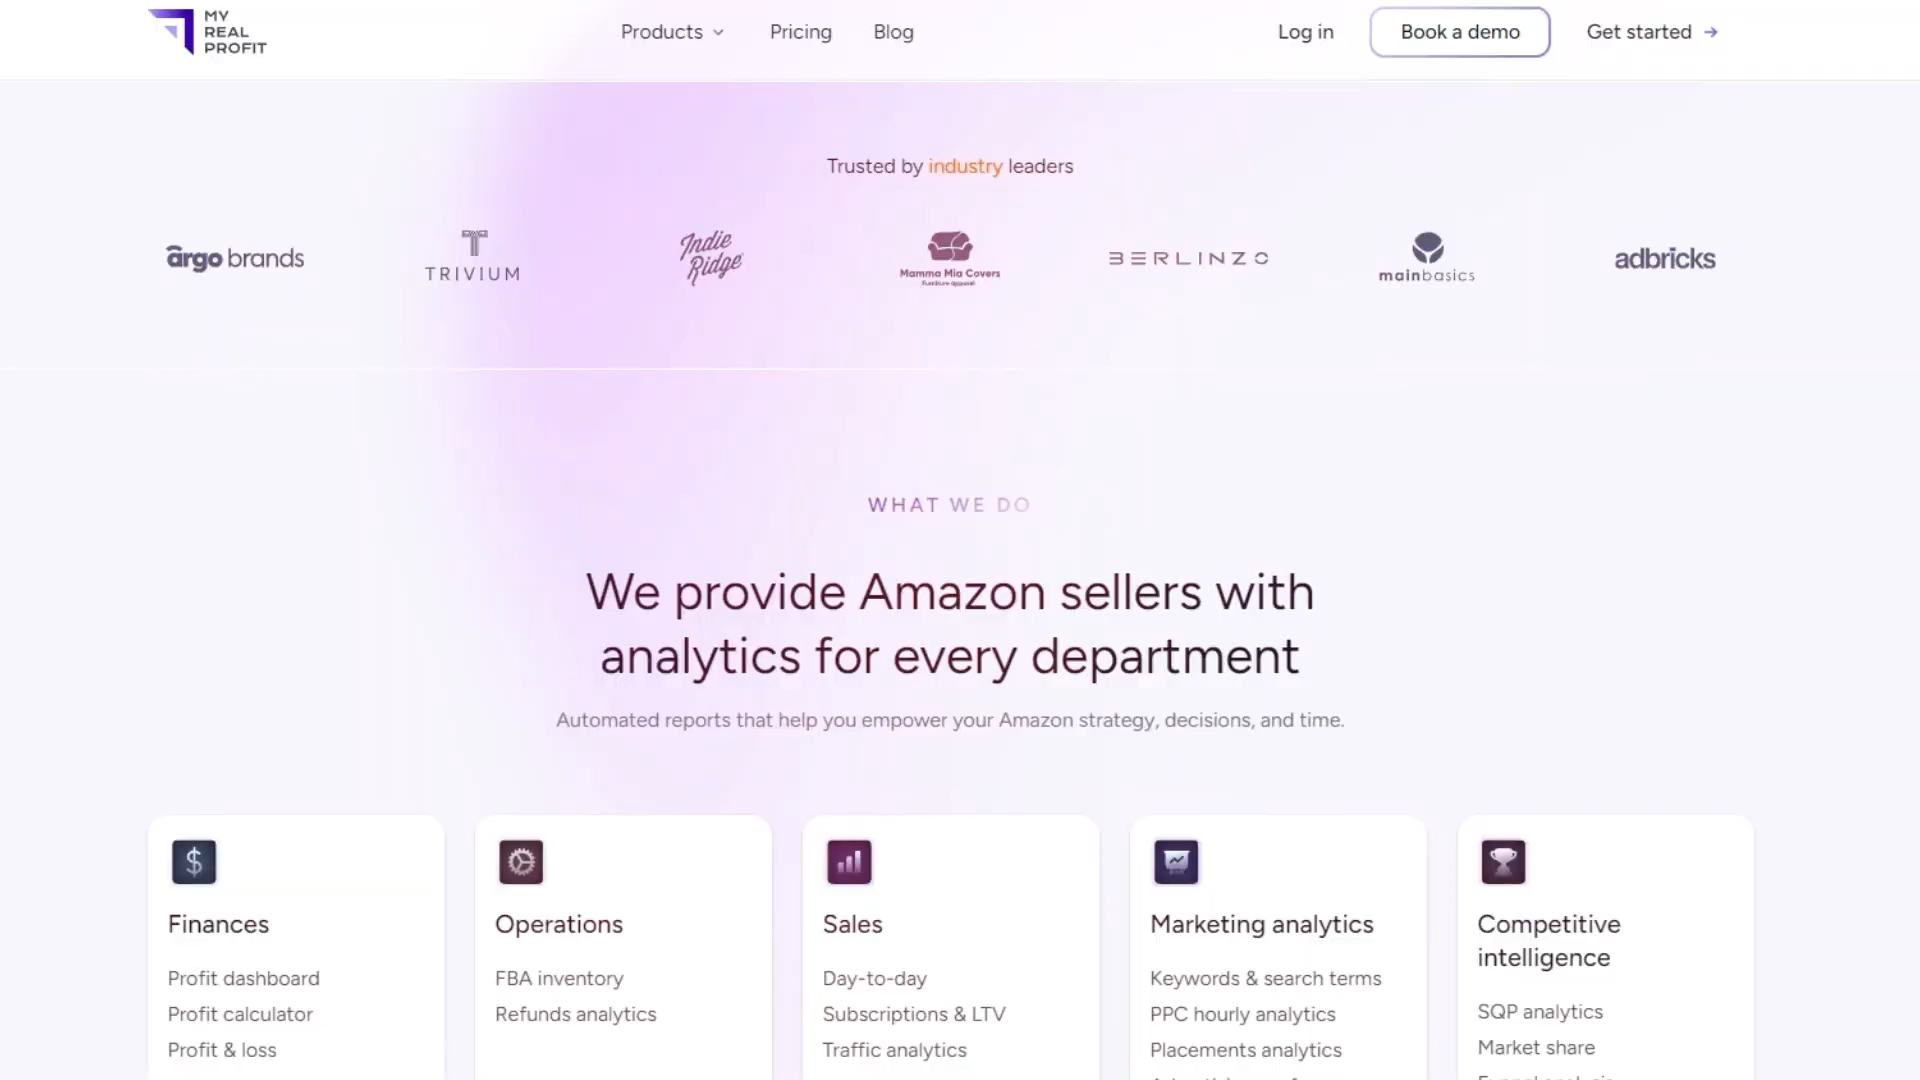 MY
REAL
PROFIT
Products
Pricing
Blog
Log in
Book a demo
Get started
Trusted by industry leaders
argo brands
TRIVIUM
Indie
Ridge
Mamma Mia Covers
Furniture apparel
BERLINZO
mainbasics
adbricks
WHAT WE DO
We provide Amazon sellers with
analytics for every department
Automated reports that help you empower your Amazon strategy, decisions, and time.
Finances
Profit dashboard
Profit calculator
Profit & loss
Operations
FBA inventory
Refunds analytics
Sales
Day-to-day
Subscriptions & LTV
Traffic analytics
Marketing analytics
Keywords & search terms
PPC hourly analytics
Placements analytics
Competitive
intelligence
SQP analytics
Market share